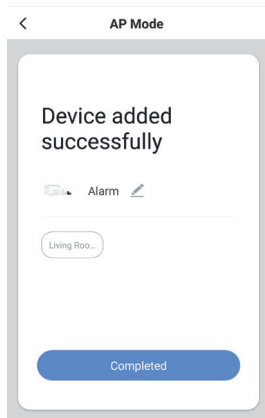 AP Mode
Device added
successfully
Alarm
Living Roo...
Completed